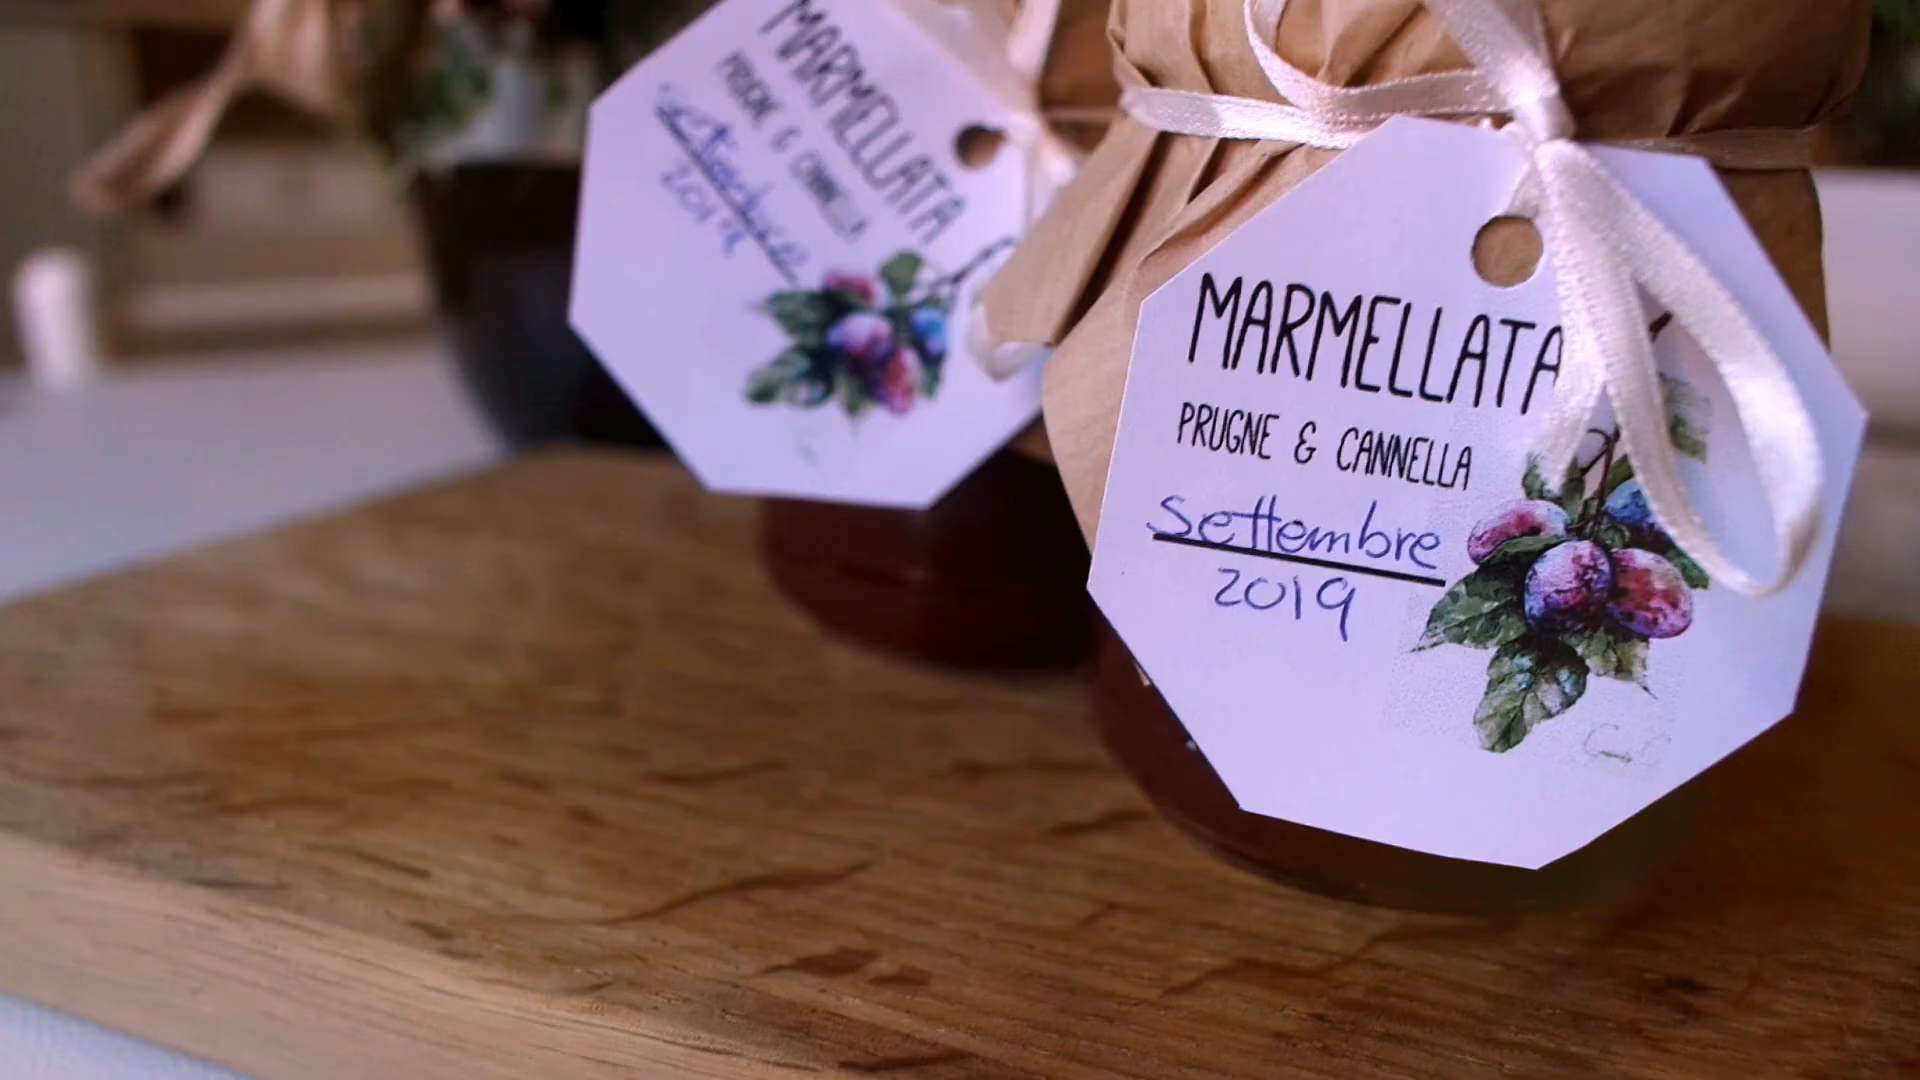 MARMELLATA
PRUGNE & CANNELLA
MARMELLATA
PRUGNE & CANNELLA
Settembre
2019